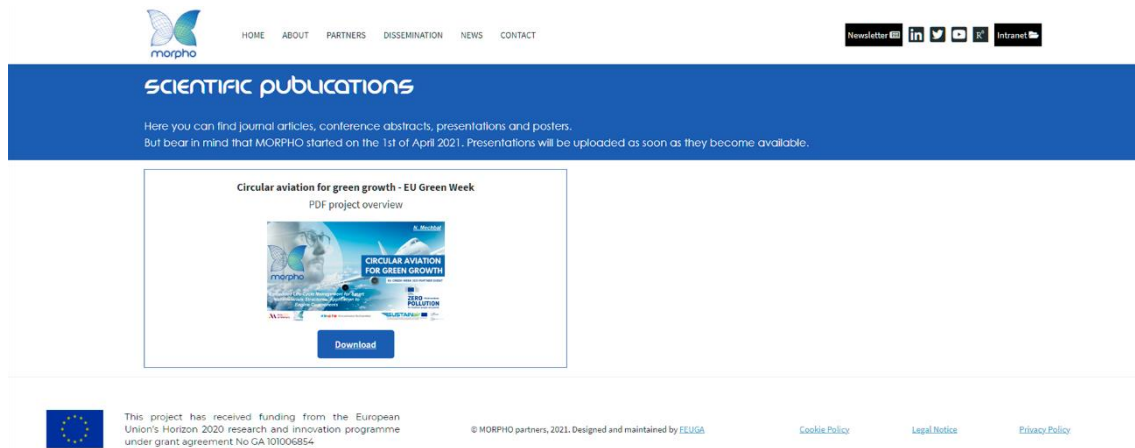 morpho
HOME ABOUT PARTNERS DISSEMINATION NEWS CONTACT
Newsletter in R⁶ Intranet
SCIENTIFIC PUBLICATIONS
Here you can find journal articles, conference abstracts, presentations and posters.
But bear in mind that MORPHO started on the 1st of April 2021. Presentations will be uploaded as soon as they become available.
Circular aviation for green growth - EU Green Week
PDF project overview
N. Mechbal
morpho
CIRCULAR AVIATION
FOR GREEN GROWTH
ZERO
POLLUTION
Download
This project has received funding from the European
Union's Horizon 2020 research and innovation programme
under grant agreement No GA 101006854
© MORPHO partners, 2021. Designed and maintained by FEUGA
Cookie Policy
Legal Notice
Privacy Policy